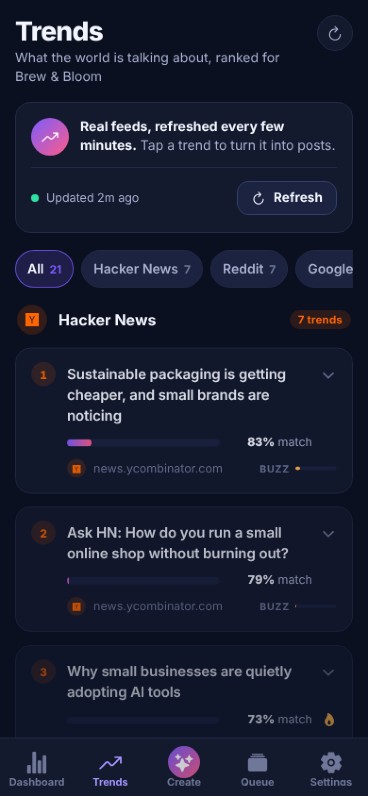 Trends
What the world is talking about, ranked for
Brew & Bloom
Real feeds, refreshed every few
minutes. Tap a trend to turn it into posts.
Updated 2m ago
Refresh
All 21
Hacker News 7
Reddit 7
Google
Y
Hacker News
7 trends
1
Sustainable packaging is getting
cheaper, and small brands are
noticing
83% match
Y
news.ycombinator.com
BUZZ
2
Ask HN: How do you run a small
online shop without burning out?
79% match
Y
news.ycombinator.com
BUZZ
3
Why small businesses are quietly
adopting AI tools
73% match
Dashboard
Trends
Create
Queue
Settings